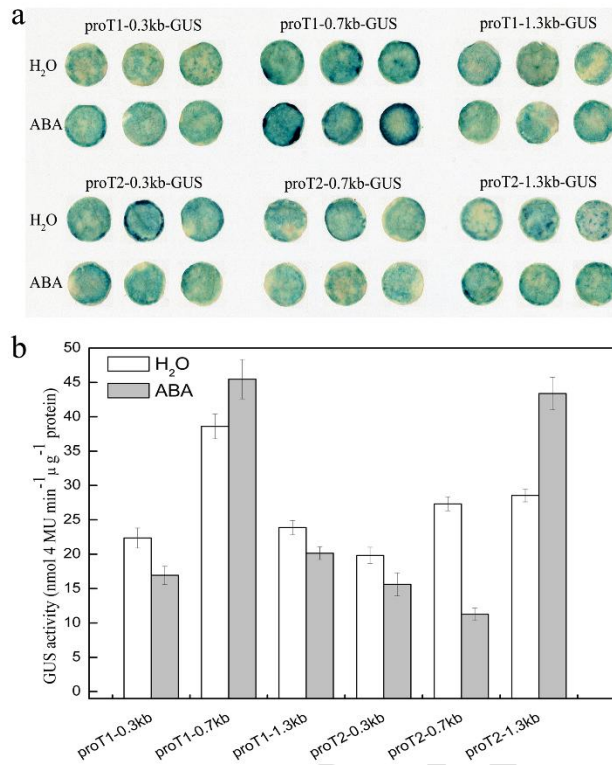 a
proT1-0.3kb-GUS proT1-0.7kb-GUS proT1-1.3kb-GUS
H₂O
ABA
proT2-0.3kb-GUS proT2-0.7kb-GUS proT2-1.3kb-GUS
H₂O
ABA
b
H₂O
ABA
GUS activity (nmol 4 MU min⁻¹μ g⁻¹ protein)
50
45
40
35
30
25
20
15
10
5
0
proT1-0.3kb proT1-0.7kb proT1-1.3kb proT2-0.3kb proT2-0.7kb proT2-1.3kb